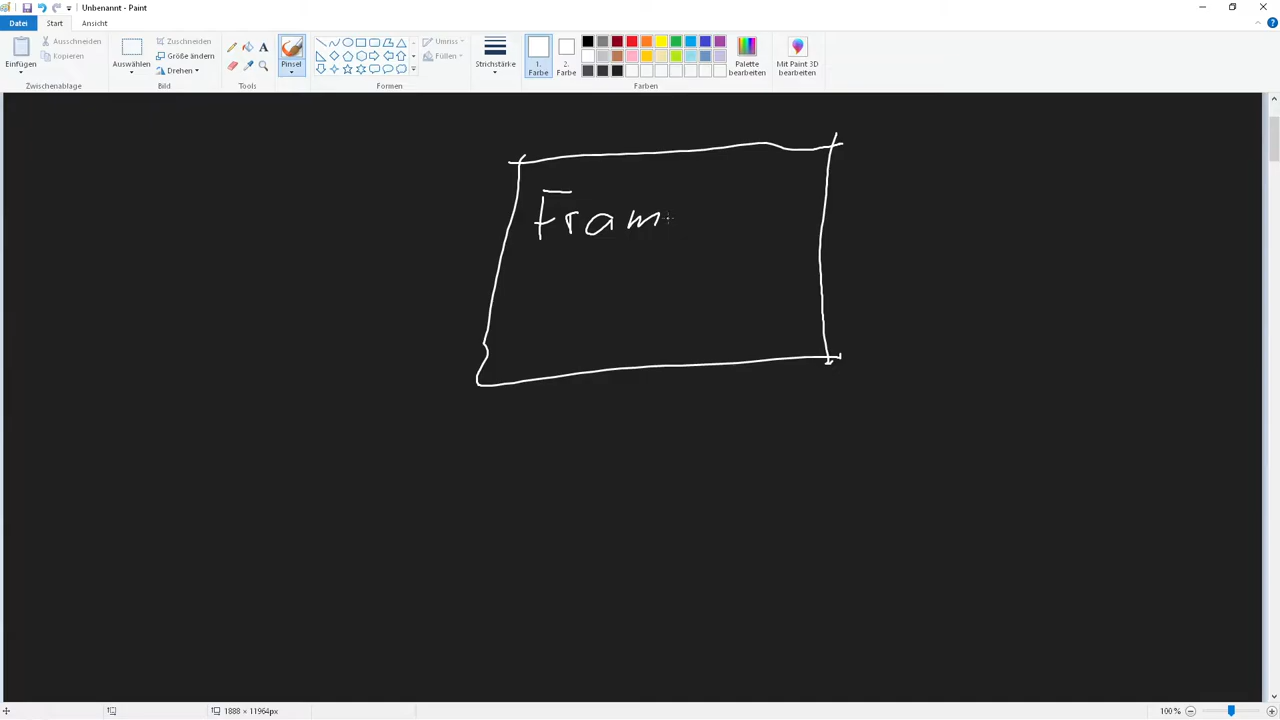 Unbenannt - Paint
Datei
Start
Ansicht
Einfügen
Ausschneiden
Kopieren
Zwischenablage
Auswählen
Zuschneiden
Größe ändern
Drehen
Bild
A
Tools
Pinsel
Umriss
Füllen
Formen
Strichstärke
1.
Farbe
2.
Farbe
Palette
bearbeiten
Farben
Mit Paint 3D
bearbeiten
Fram
1888 × 11964px
100 %